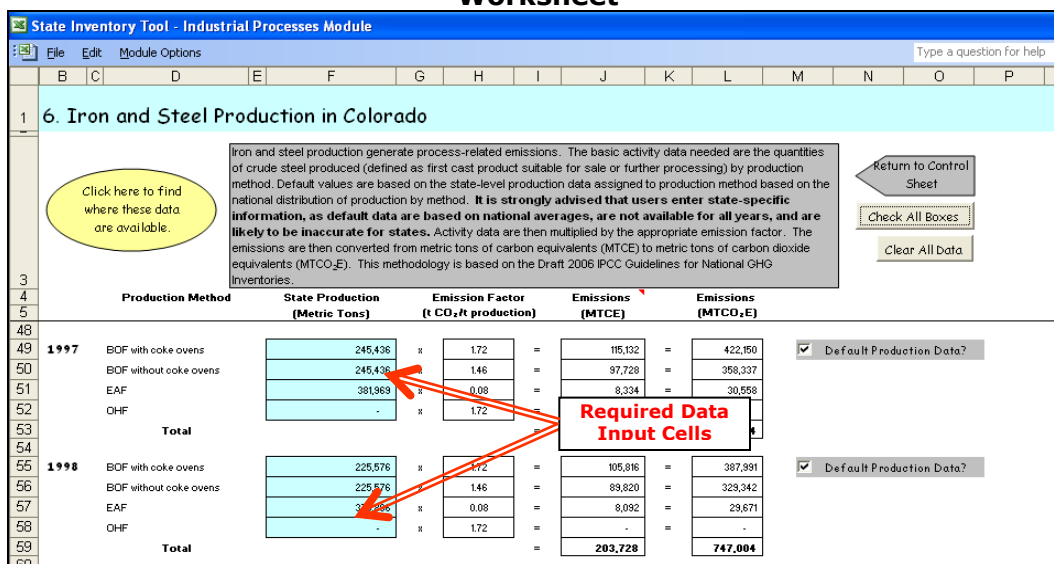 Worksheet
State Inventory Tool - Industrial Processes Module
File Edit Module Options Type a question for help
B C D E F G H I J K L M N O P
1 6. Iron and Steel Production in Colorado
Click here to find
where these data
are available.
Iron and steel production generate process-related emissions. The basic activity data needed are the quantities
of crude steel produced (defined as first cast product suitable for sale or further processing) by production
method. Default values are based on the state-level production data assigned to production method based on the
national distribution of production by method. It is strongly advised that users enter state-specific
information, as default data are based on national averages, are not available for all years, and are
likely to be inaccurate for states. Activity data are then multiplied by the appropriate emission factor. The
emissions are then converted from metric tons of carbon equivalents (MTCE) to metric tons of carbon dioxide
equivalents (MTCO₂E). This methodology is based on the Draft 2006 IPCC Guidelines for National GHG
Inventories.
Return to Control
Sheet
Check All Boxes
Clear All Data
3
4 Production Method State Production Emission Factor Emissions Emissions
5 (Metric Tons) (t CO₂/t production) (MTCE) (MTCO₂E)
48
49 1997 BOF with coke ovens 245,436 x 1.72 = 115,132 = 422,150 Default Production Data?
50 BOF without coke ovens 245,436 x 1.46 = 97,728 = 358,337
51 EAF 381,969 x 0.08 = 8,334 = 30,558
52 OHF - x 1.72
53 Total
Required Data
Input Cells
54
55 1998 BOF with coke ovens 225,576 x 1.72 = 105,816 = 387,991 Default Production Data?
56 BOF without coke ovens 225,576 x 1.46 = 89,820 = 329,342
57 EAF x 0.08 = 8,092 = 29,671
58 OHF - x 1.72 = - = -
59 Total = 203,728 747,004
60